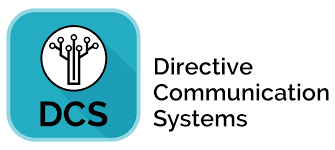 DCS
Directive
Communication
Systems